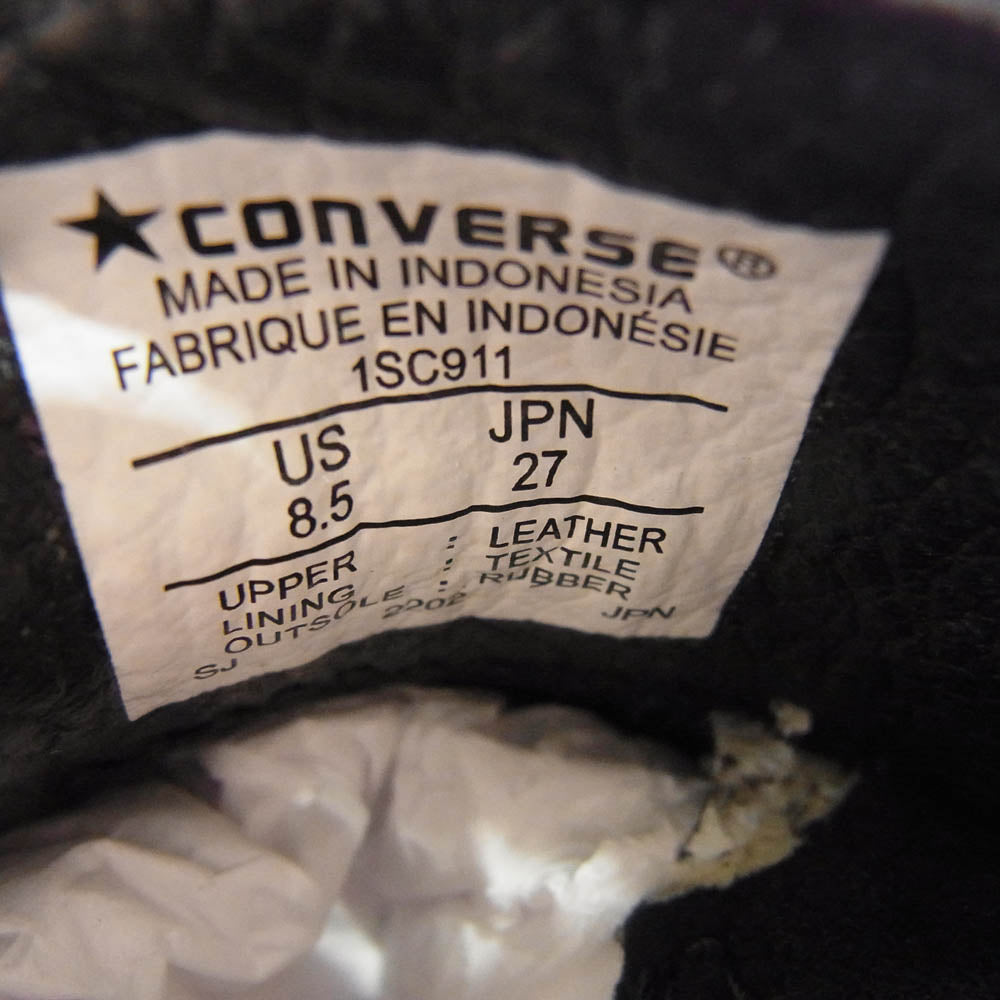 ★CONVERSE®
MADE IN INDONESIA
FABRIQUE EN INDONÉSIE
1SC911
US JPN
8.5 27
UPPER : LEATHER
LINING : TEXTILE
OUTSOLE : RUBBER
SJ 2202 JPN